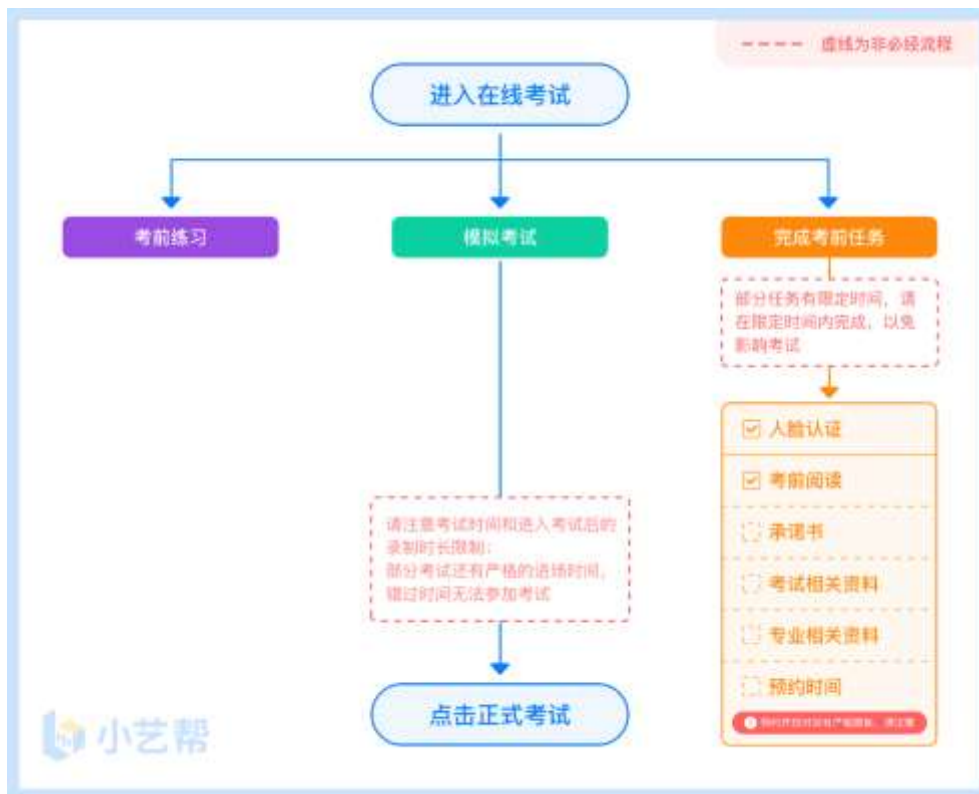 虚线为非必经流程
进入在线考试
考前练习
模拟考试
完成考前任务
部分任务有限定时间，请
在限定时间内完成，以免
影响考试
人脸认证
考前阅读
承诺书
考试相关资料
专业相关资料
预约时间
请注意考试时间和进入考试后的
录制时长限制；
部分考试还有严格的进场时间，
错过时间无法参加考试
点击正式考试
小艺帮